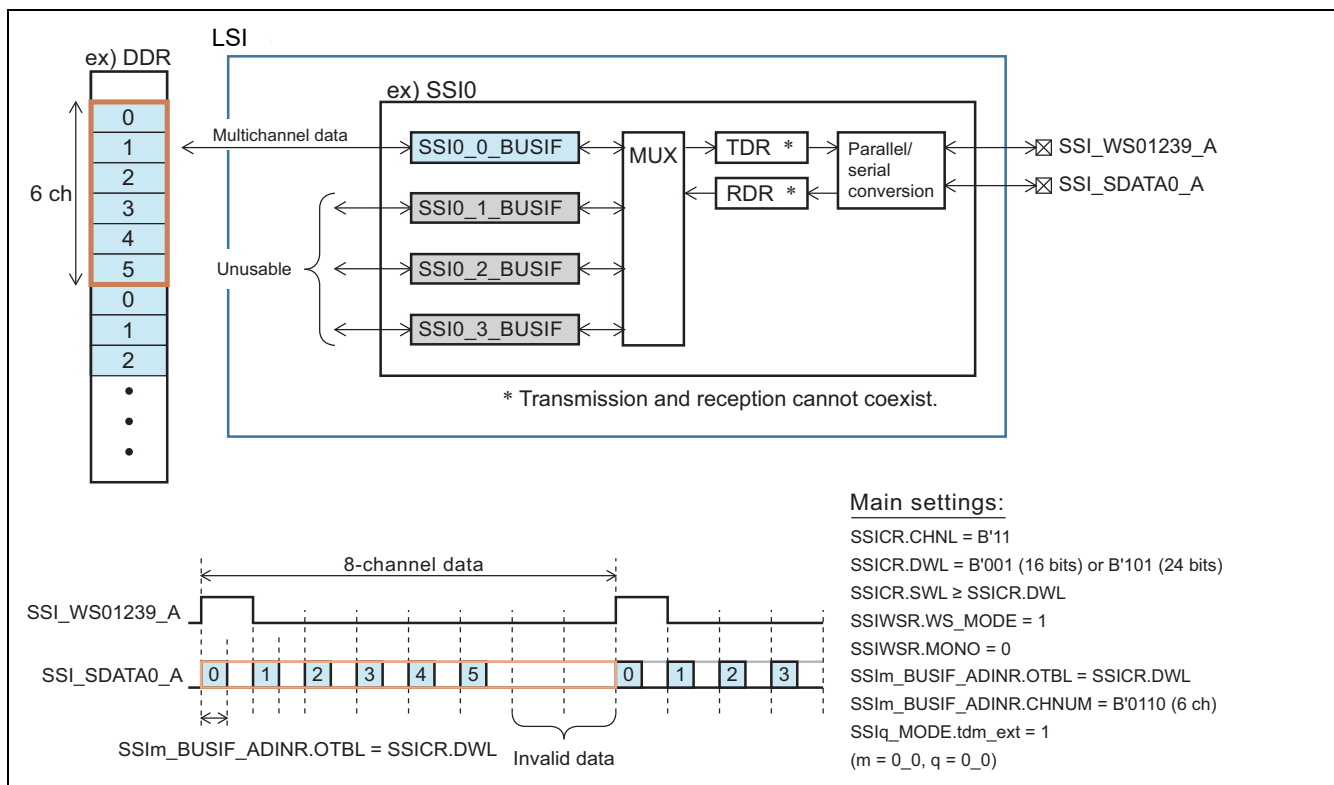 LSI
ex) DDR
ex) SSI0
0
1
2
3
4
5
0
1
2
6 ch
Multichannel data
Unusable
SSI0_0_BUSIF
SSI0_1_BUSIF
SSI0_2_BUSIF
SSI0_3_BUSIF
MUX
TDR *
RDR *
Parallel/
serial
conversion
SSI_WS01239_A
SSI_SDATA0_A
* Transmission and reception cannot coexist.
8-channel data
SSI_WS01239_A
SSI_SDATA0_A
0 1 2 3 4 5 0 1 2 3
SSIm_BUSIF_ADINR.OTBL = SSICR.DWL
Invalid data
Main settings:
SSICR.CHNL = B'11
SSICR.DWL = B'001 (16 bits) or B'101 (24 bits)
SSICR.SWL ≥ SSICR.DWL
SSIWSR.WS_MODE = 1
SSIWSR.MONO = 0
SSIm_BUSIF_ADINR.OTBL = SSICR.DWL
SSIm_BUSIF_ADINR.CHNUM = B'0110 (6 ch)
SSIq_MODE.tdm_ext = 1
(m = 0_0, q = 0_0)